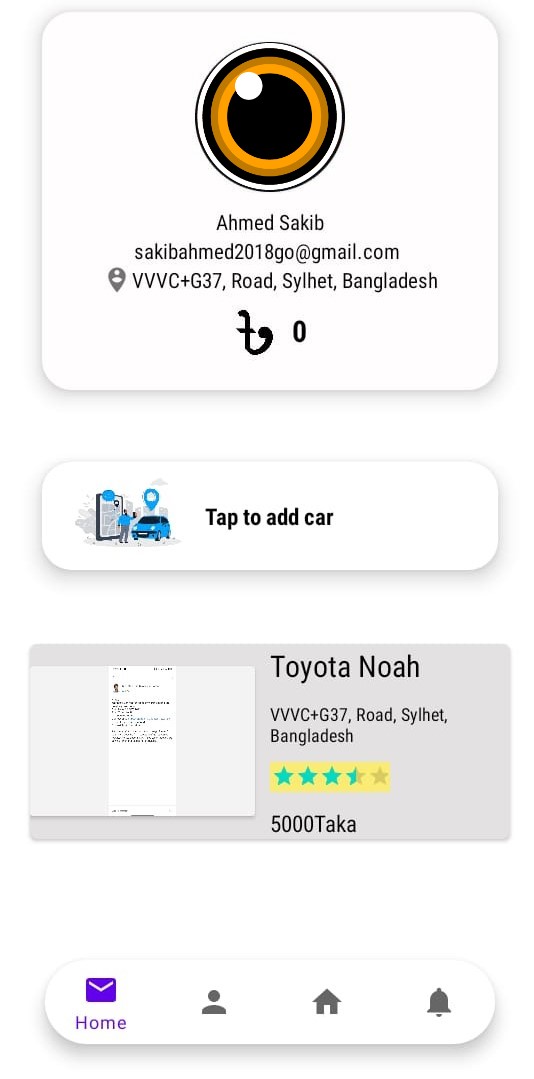 Ahmed Sakib
sakibahmed2018go@gmail.com
VVVC+G37, Road, Sylhet, Bangladesh
৳ 0
Tap to add car
Toyota Noah
VVVC+G37, Road, Sylhet,
Bangladesh
5000Taka
Home